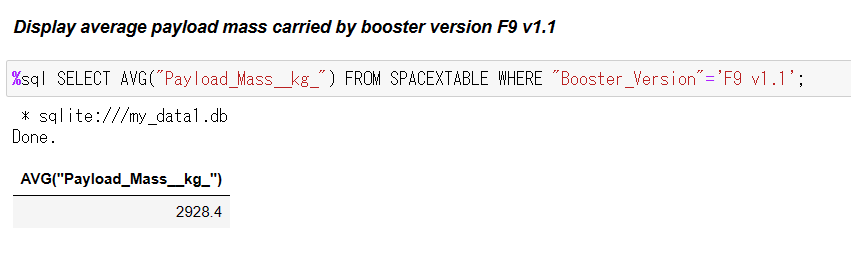 Display average payload mass carried by booster version F9 v1.1
%sql SELECT AVG("Payload_Mass__kg_") FROM SPACEXTABLE WHERE "Booster_Version"='F9 v1.1';
* sqlite:///my_data1.db
Done.
AVG("Payload_Mass__kg_")
2928.4